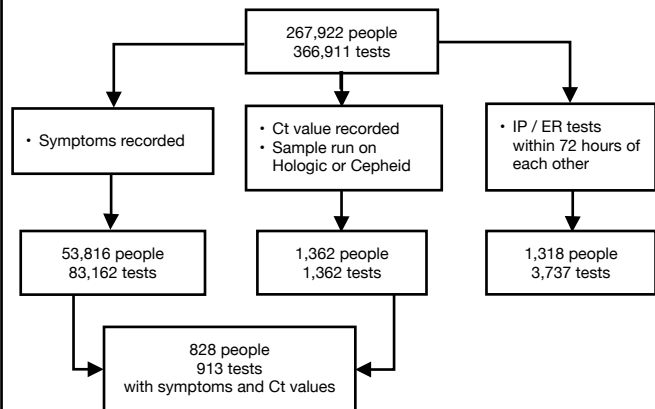 267,922 people
366,911 tests
• Symptoms recorded
• Ct value recorded
• Sample run on
Hologic or Cepheid
• IP / ER tests
within 72 hours of
each other
53,816 people
83,162 tests
1,362 people
1,362 tests
1,318 people
3,737 tests
828 people
913 tests
with symptoms and Ct values